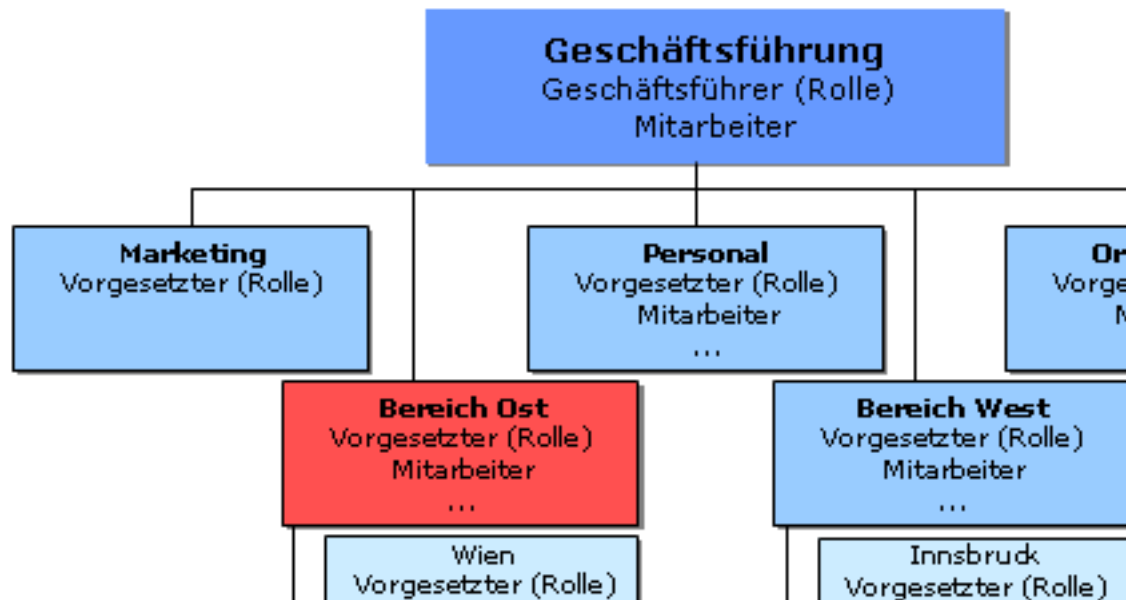 Geschäftsführung
Geschäftsführer (Rolle)
Mitarbeiter
Marketing
Vorgesetzter (Rolle)
Personal
Vorgesetzter (Rolle)
Mitarbeiter
...
Bereich Ost
Vorgesetzter (Rolle)
Mitarbeiter
...
Bereich West
Vorgesetzter (Rolle)
Mitarbeiter
...
Wien
Vorgesetzter (Rolle)
Innsbruck
Vorgesetzter (Rolle)